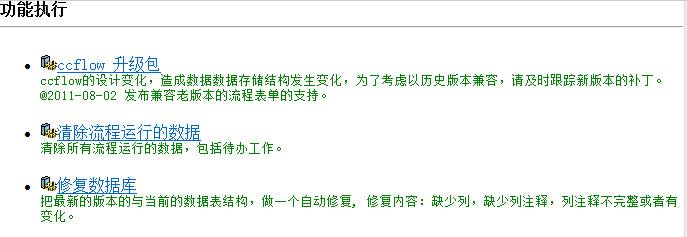 功能执行
ccflow 升级包
ccflow的设计变化，造成数据数据存储结构发生变化，为了考虑以历史版本兼容，请及时跟踪新版本的补丁。
@2011-08-02 发布兼容老版本的流程表单的支持。
清除流程运行的数据
清除所有流程运行的数据，包括待办工作。
修复数据库
把最新的版本的与当前的数据表结构，做一个自动修复, 修复内容：缺少列，缺少列注释，列注释不完整或者有
变化。